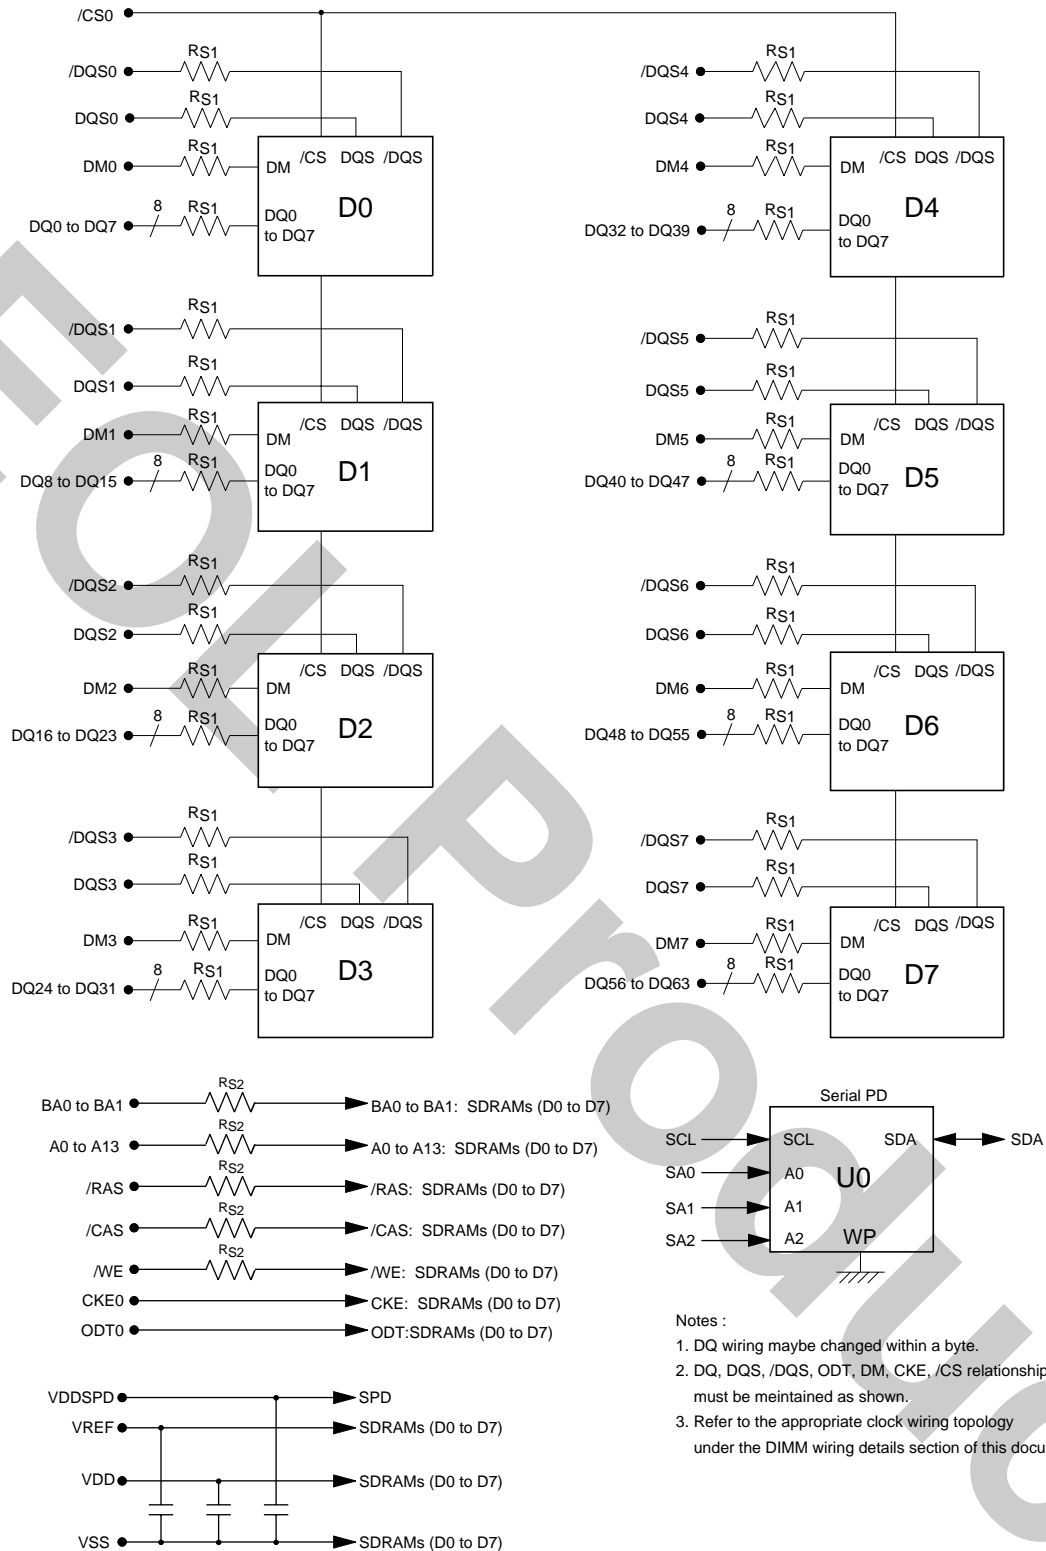 /CS0
/DQS0 RS1
DQS0 RS1
DM0 RS1
DQ0 to DQ7 8 RS1
DM /CS DQS /DQS
DQ0
to DQ7
D0
/DQS1 RS1
DQS1 RS1
DM1 RS1
DQ8 to DQ15 8 RS1
DM /CS DQS /DQS
DQ0
to DQ7
D1
/DQS2 RS1
DQS2 RS1
DM2 RS1
DQ16 to DQ23 8 RS1
DM /CS DQS /DQS
DQ0
to DQ7
D2
/DQS3 RS1
DQS3 RS1
DM3 RS1
DQ24 to DQ31 8 RS1
DM /CS DQS /DQS
DQ0
to DQ7
D3
/DQS4 RS1
DQS4 RS1
DM4 RS1
DQ32 to DQ39 8 RS1
DM /CS DQS /DQS
DQ0
to DQ7
D4
/DQS5 RS1
DQS5 RS1
DM5 RS1
DQ40 to DQ47 8 RS1
DM /CS DQS /DQS
DQ0
to DQ7
D5
/DQS6 RS1
DQS6 RS1
DM6 RS1
DQ48 to DQ55 8 RS1
DM /CS DQS /DQS
DQ0
to DQ7
D6
/DQS7 RS1
DQS7 RS1
DM7 RS1
DQ56 to DQ63 8 RS1
DM /CS DQS /DQS
DQ0
to DQ7
D7
BA0 to BA1 RS2 BA0 to BA1: SDRAMs (D0 to D7)
A0 to A13 RS2 A0 to A13: SDRAMs (D0 to D7)
/RAS RS2 /RAS: SDRAMs (D0 to D7)
/CAS RS2 /CAS: SDRAMs (D0 to D7)
/WE RS2 /WE: SDRAMs (D0 to D7)
CKE0 CKE: SDRAMs (D0 to D7)
ODT0 ODT:SDRAMs (D0 to D7)
VDDSPD SPD
VREF SDRAMs (D0 to D7)
VDD SDRAMs (D0 to D7)
VSS SDRAMs (D0 to D7)
Serial PD
SCL SCL SDA SDA
SA0 A0 U0
SA1 A1
SA2 A2 WP
Notes :
1. DQ wiring maybe changed within a byte.
2. DQ, DQS, /DQS, ODT, DM, CKE, /CS relationship
must be meintained as shown.
3. Refer to the appropriate clock wiring topology
under the DIMM wiring details section of this docu
EOL Produc